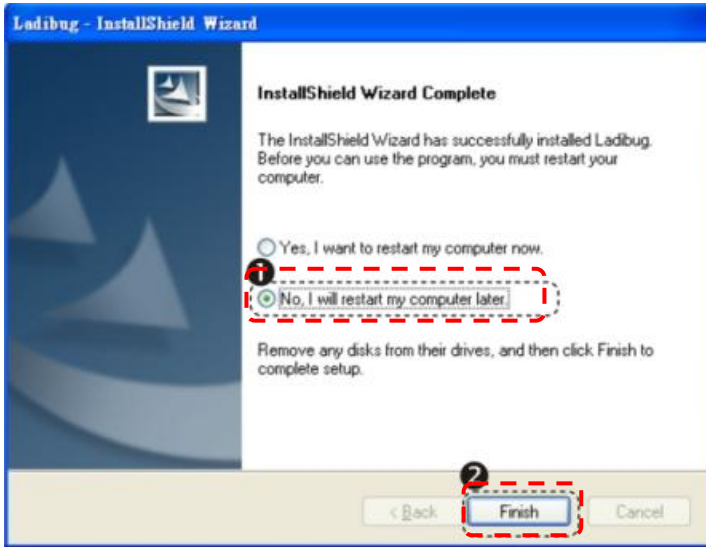 Ladibug - InstallShield Wizard
InstallShield Wizard Complete
The InstallShield Wizard has successfully installed Ladibug.
Before you can use the program, you must restart your
computer.
Yes, I want to restart my computer now.
1
No, I will restart my computer later.
Remove any disks from their drives, and then click Finish to
complete setup.
2
< Back Finish Cancel